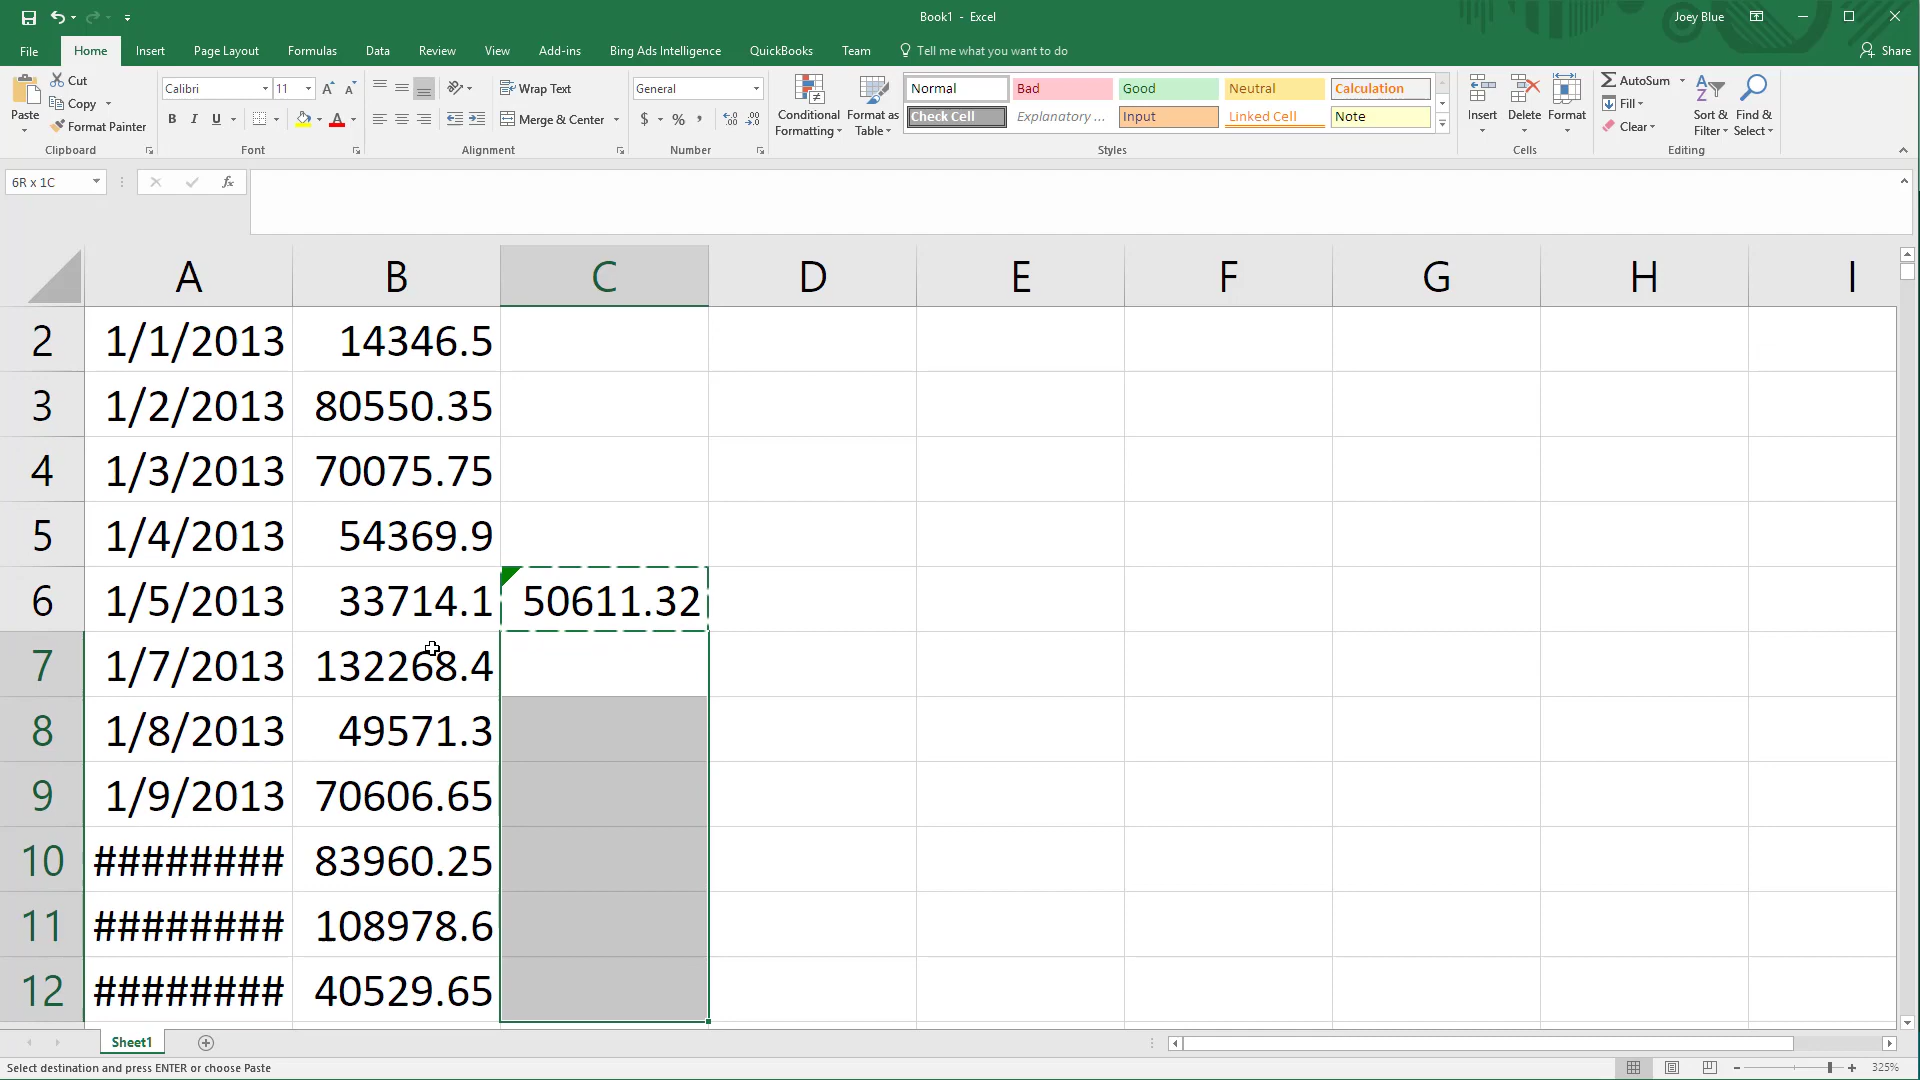 Book1 - Excel
Joey Blue
File Home Insert Page Layout Formulas Data Review View Add-ins Bing Ads Intelligence QuickBooks Team Tell me what you want to do Share
Cut
Copy
Format Painter
Paste
Clipboard
Calibri 11
B I U
Font
Wrap Text
Merge & Center
Alignment
General
$ % ,
Number
Conditional Formatting
Format as Table
Normal Bad Good Neutral Calculation
Check Cell Explanatory ... Input Linked Cell Note
Styles
Insert Delete Format
Cells
AutoSum
Fill
Clear
Sort & Filter
Find & Select
Editing
6R x 1C fx
A B C D E F G H I
2 1/1/2013 14346.5
3 1/2/2013 80550.35
4 1/3/2013 70075.75
5 1/4/2013 54369.9
6 1/5/2013 33714.1 50611.32
7 1/7/2013 132268.4
8 1/8/2013 49571.3
9 1/9/2013 70606.65
10 ######## 83960.25
11 ######## 108978.6
12 ######## 40529.65
Sheet1
Select destination and press ENTER or choose Paste
325%